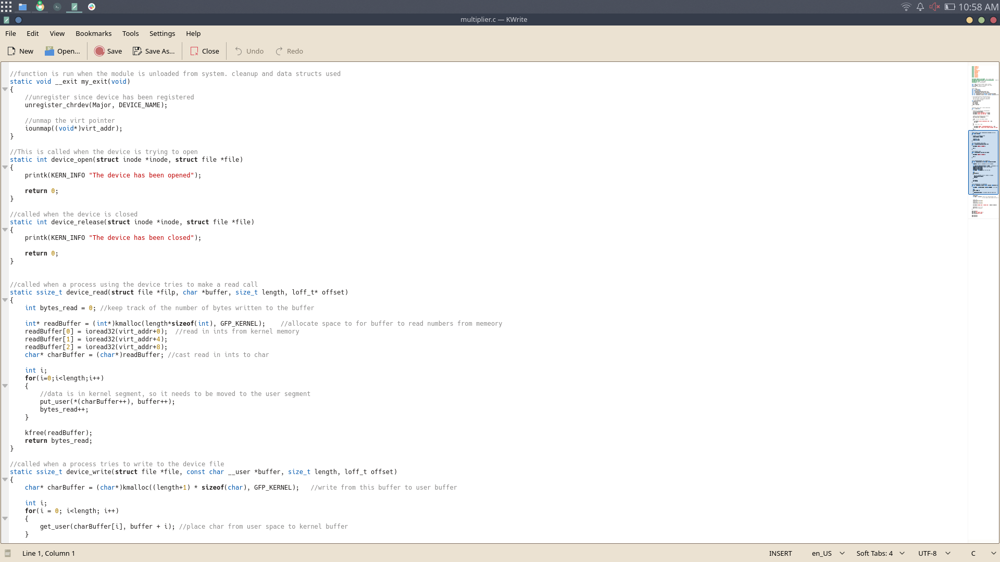 10:58 AM
multiplier.c — KWrite
File Edit View Bookmarks Tools Settings Help
New Open... Save Save As... Close Undo Redo
//function is run when the module is unloaded from system. cleanup and data structs used
static void __exit my_exit(void)
{
//unregister since device has been registered
unregister_chrdev(Major, DEVICE_NAME);
//unmap the virt pointer
iounmap((void*)virt_addr);
}
//This is called when the device is trying to open
static int device_open(struct inode *inode, struct file *file)
{
printk(KERN_INFO "The device has been opened");
return 0;
}
//called when the device is closed
static int device_release(struct inode *inode, struct file *file)
{
printk(KERN_INFO "The device has been closed");
return 0;
}
//called when a process using the device tries to make a read call
static ssize_t device_read(struct file *filp, char *buffer, size_t length, loff_t* offset)
{
int bytes_read = 0; //keep track of the number of bytes written to the buffer
int* readBuffer = (int*)kmalloc(length*sizeof(int), GFP_KERNEL); //allocate space to for buffer to read numbers from memeory
readBuffer[0] = ioread32(virt_addr+0); //read in ints from kernel memory
readBuffer[1] = ioread32(virt_addr+4);
readBuffer[2] = ioread32(virt_addr+8);
char* charBuffer = (char*)readBuffer; //cast read in ints to char
int i;
for(i=0;i<length;i++)
{
//data is in kernel segment, so it needs to be moved to the user segment
put_user(*(charBuffer++), buffer++);
bytes_read++;
}
kfree(readBuffer);
return bytes_read;
}
//called when a process tries to write to the device file
static ssize_t device_write(struct file *file, const char __user *buffer, size_t length, loff_t offset)
{
char* charBuffer = (char*)kmalloc((length+1) * sizeof(char), GFP_KERNEL); //write from this buffer to user buffer
int i;
for(i = 0; i<length; i++)
{
get_user(charBuffer[i], buffer + i); //place char from user space to kernel buffer
}
Line 1, Column 1 INSERT en_US Soft Tabs: 4 UTF-8 C